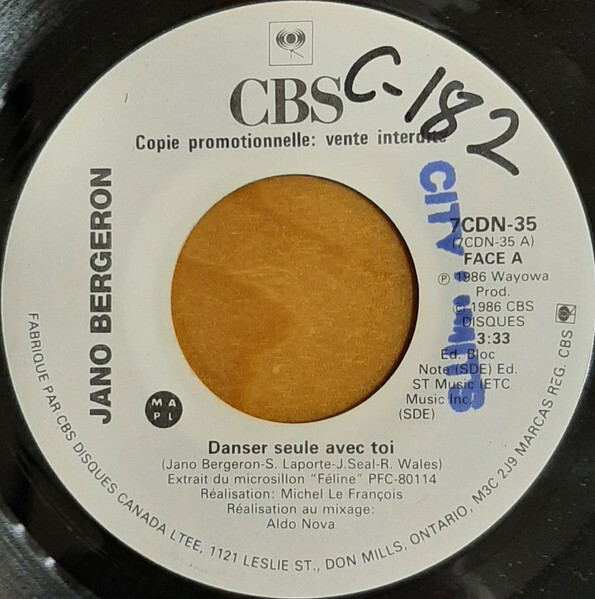 CBS
C-182
Copie promotionnelle: vente interdite
JANO BERGERON
CITY LIMITS
7CDN-35
(7CDN-35 A)
FACE A
Ⓟ 1986 Wayowa
Prod.
© 1986 CBS
DISQUES
3:33
Ed. Bloc
Note (SDE) Ed.
ST Music (ETC
Music Inc.
(SDE)
M A
P L
Danser seule avec toi
(Jano Bergeron-S. Laporte-J.Seal-R. Wales)
Extrait du microsillon "Féline" PFC-80114
Réalisation: Michel Le François
Réalisation au mixage:
Aldo Nova
FABRIQUE PAR CBS DISQUES CANADA LTEE, 1121 LESLIE ST., DON MILLS, ONTARIO, M3C 2J9 MARCAS REG. CBS